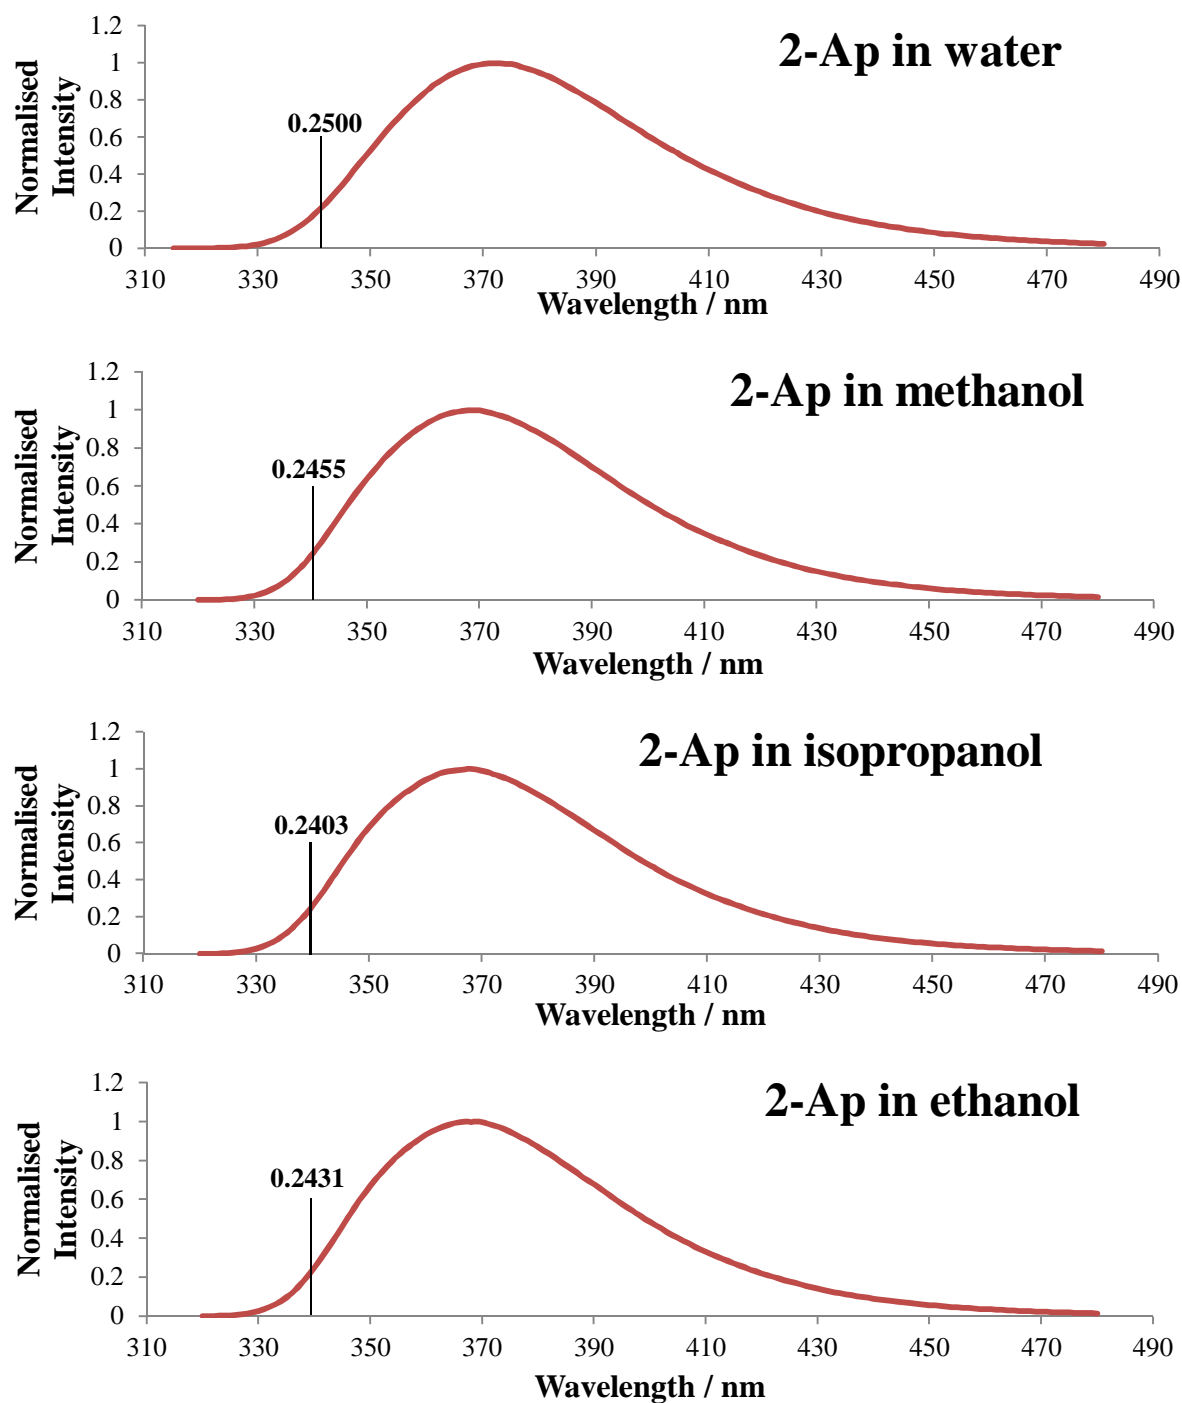 2-Ap in water
Normalised
Intensity
1.2
1
0.8
0.6
0.4
0.2
0
0.2500
310 330 350 370 390 410 430 450 470 490
Wavelength / nm
2-Ap in methanol
Normalised
Intensity
1.2
1
0.8
0.6
0.4
0.2
0
0.2455
310 330 350 370 390 410 430 450 470 490
Wavelength / nm
2-Ap in isopropanol
Normalised
Intensity
1.2
1
0.8
0.6
0.4
0.2
0
0.2403
310 330 350 370 390 410 430 450 470 490
Wavelength / nm
2-Ap in ethanol
Normalised
Intensity
1.2
1
0.8
0.6
0.4
0.2
0
0.2431
310 330 350 370 390 410 430 450 470 490
Wavelength / nm